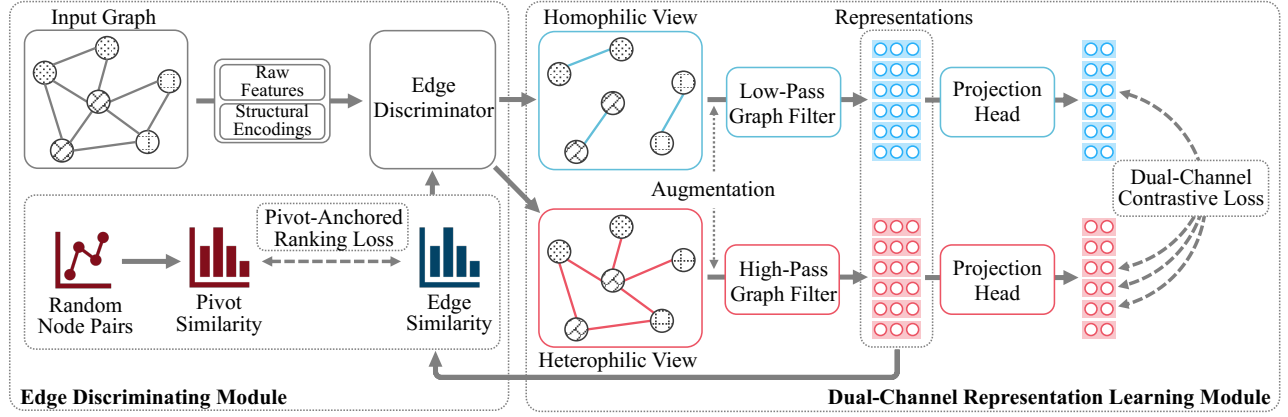 Input Graph
Raw
Features
Structural
Encodings
Edge
Discriminator
Pivot-Anchored
Ranking Loss
Random
Node Pairs
Pivot
Similarity
Edge
Similarity
Edge Discriminating Module
Homophilic View
Representations
Low-Pass
Graph Filter
Projection
Head
Augmentation
Dual-Channel
Contrastive Loss
High-Pass
Graph Filter
Projection
Head
Heterophilic View
Dual-Channel Representation Learning Module